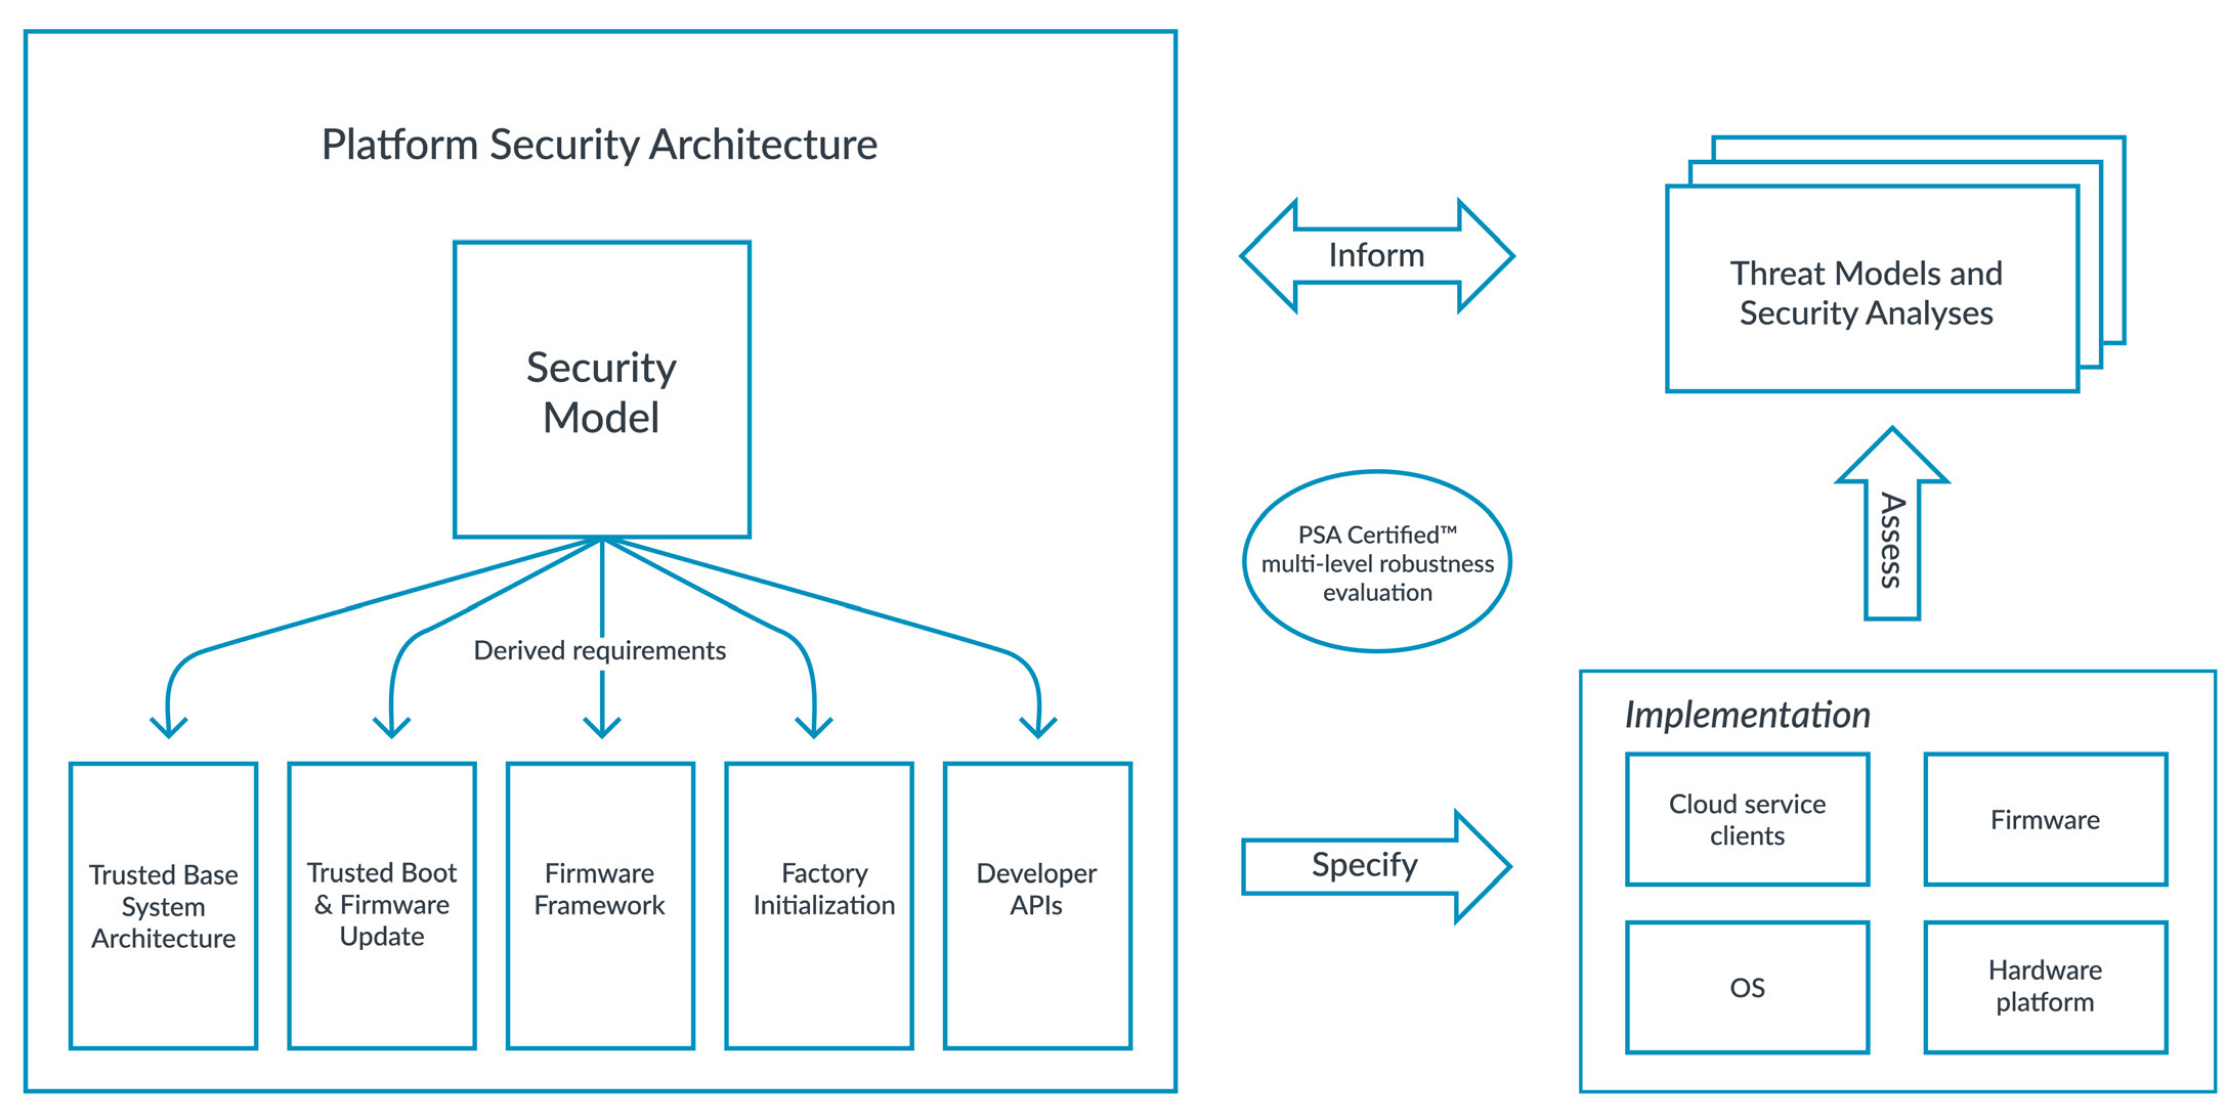 Platform Security Architecture
Security
Model
Derived requirements
Trusted Base
System
Architecture
Trusted Boot
& Firmware
Update
Firmware
Framework
Factory
Initialization
Developer
APIs
Inform
PSA Certified™
multi-level robustness
evaluation
Specify
Threat Models and
Security Analyses
Assess
Implementation
Cloud service
clients
Firmware
OS
Hardware
platform